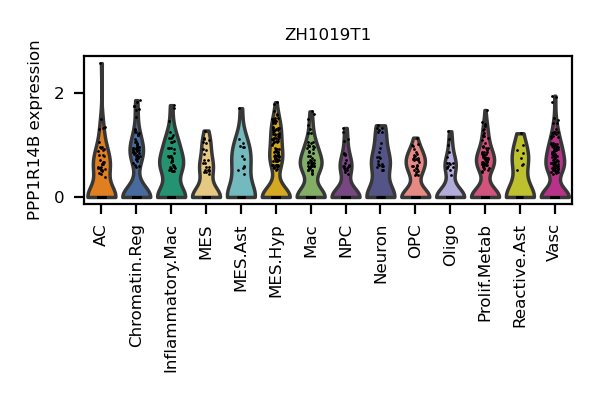 ZH1019T1
PPP1R14B expression
2
0
AC
Chromatin.Reg
Inflammatory.Mac
MES
MES.Ast
MES.Hyp
Mac
NPC
Neuron
OPC
Oligo
Prolif.Metab
Reactive.Ast
Vasc